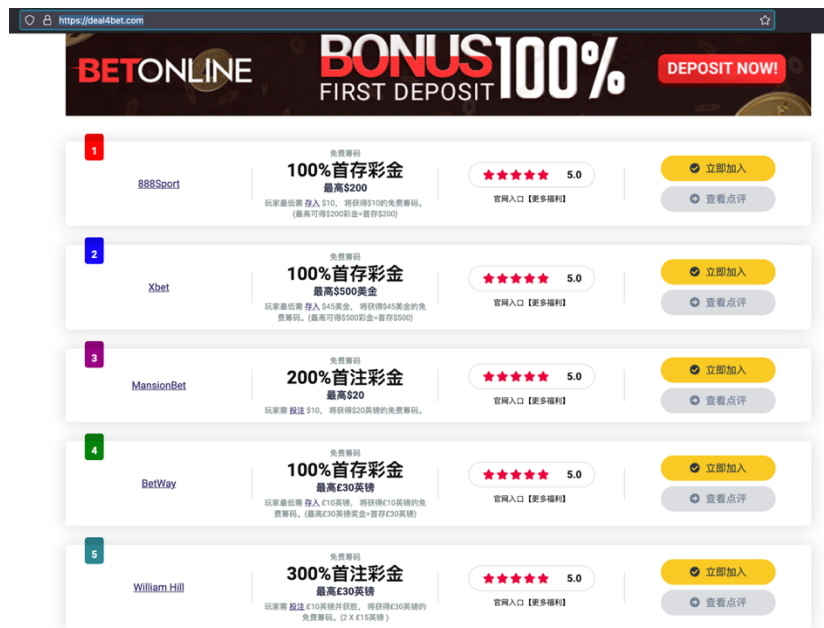 https://deal4bet.com
BETONLINE
BONUS 100%
FIRST DEPOSIT
DEPOSIT NOW!
1
888Sport
免费筹码
100%首存彩金
最高$200
玩家最低需 存入 $10, 将获得$10的免费筹码。
(最高可得$200彩金=首存$200)
5.0
官网入口【更多福利】
立即加入
查看点评
2
Xbet
免费筹码
100%首存彩金
最高$500美金
玩家最低需 存入 $45美金, 将获得$45美金的免
费筹码。(最高可得$500彩金=首存$500)
5.0
官网入口【更多福利】
立即加入
查看点评
3
MansionBet
免费筹码
200%首注彩金
最高$20
玩家需 投注 $10, 将获得$20英镑的免费筹码。
5.0
官网入口【更多福利】
立即加入
查看点评
4
BetWay
免费筹码
100%首存彩金
最高£30英镑
玩家最低需 存入 £10英镑, 将获得£10英镑的免
费筹码。(最高£30英镑奖金=首存£30英镑)
5.0
官网入口【更多福利】
立即加入
查看点评
5
William Hill
免费筹码
300%首注彩金
最高£30英镑
玩家需 投注 £10英镑并获胜, 将获得£30英镑的
免费筹码。(2 X £15英镑 )
5.0
官网入口【更多福利】
立即加入
查看点评